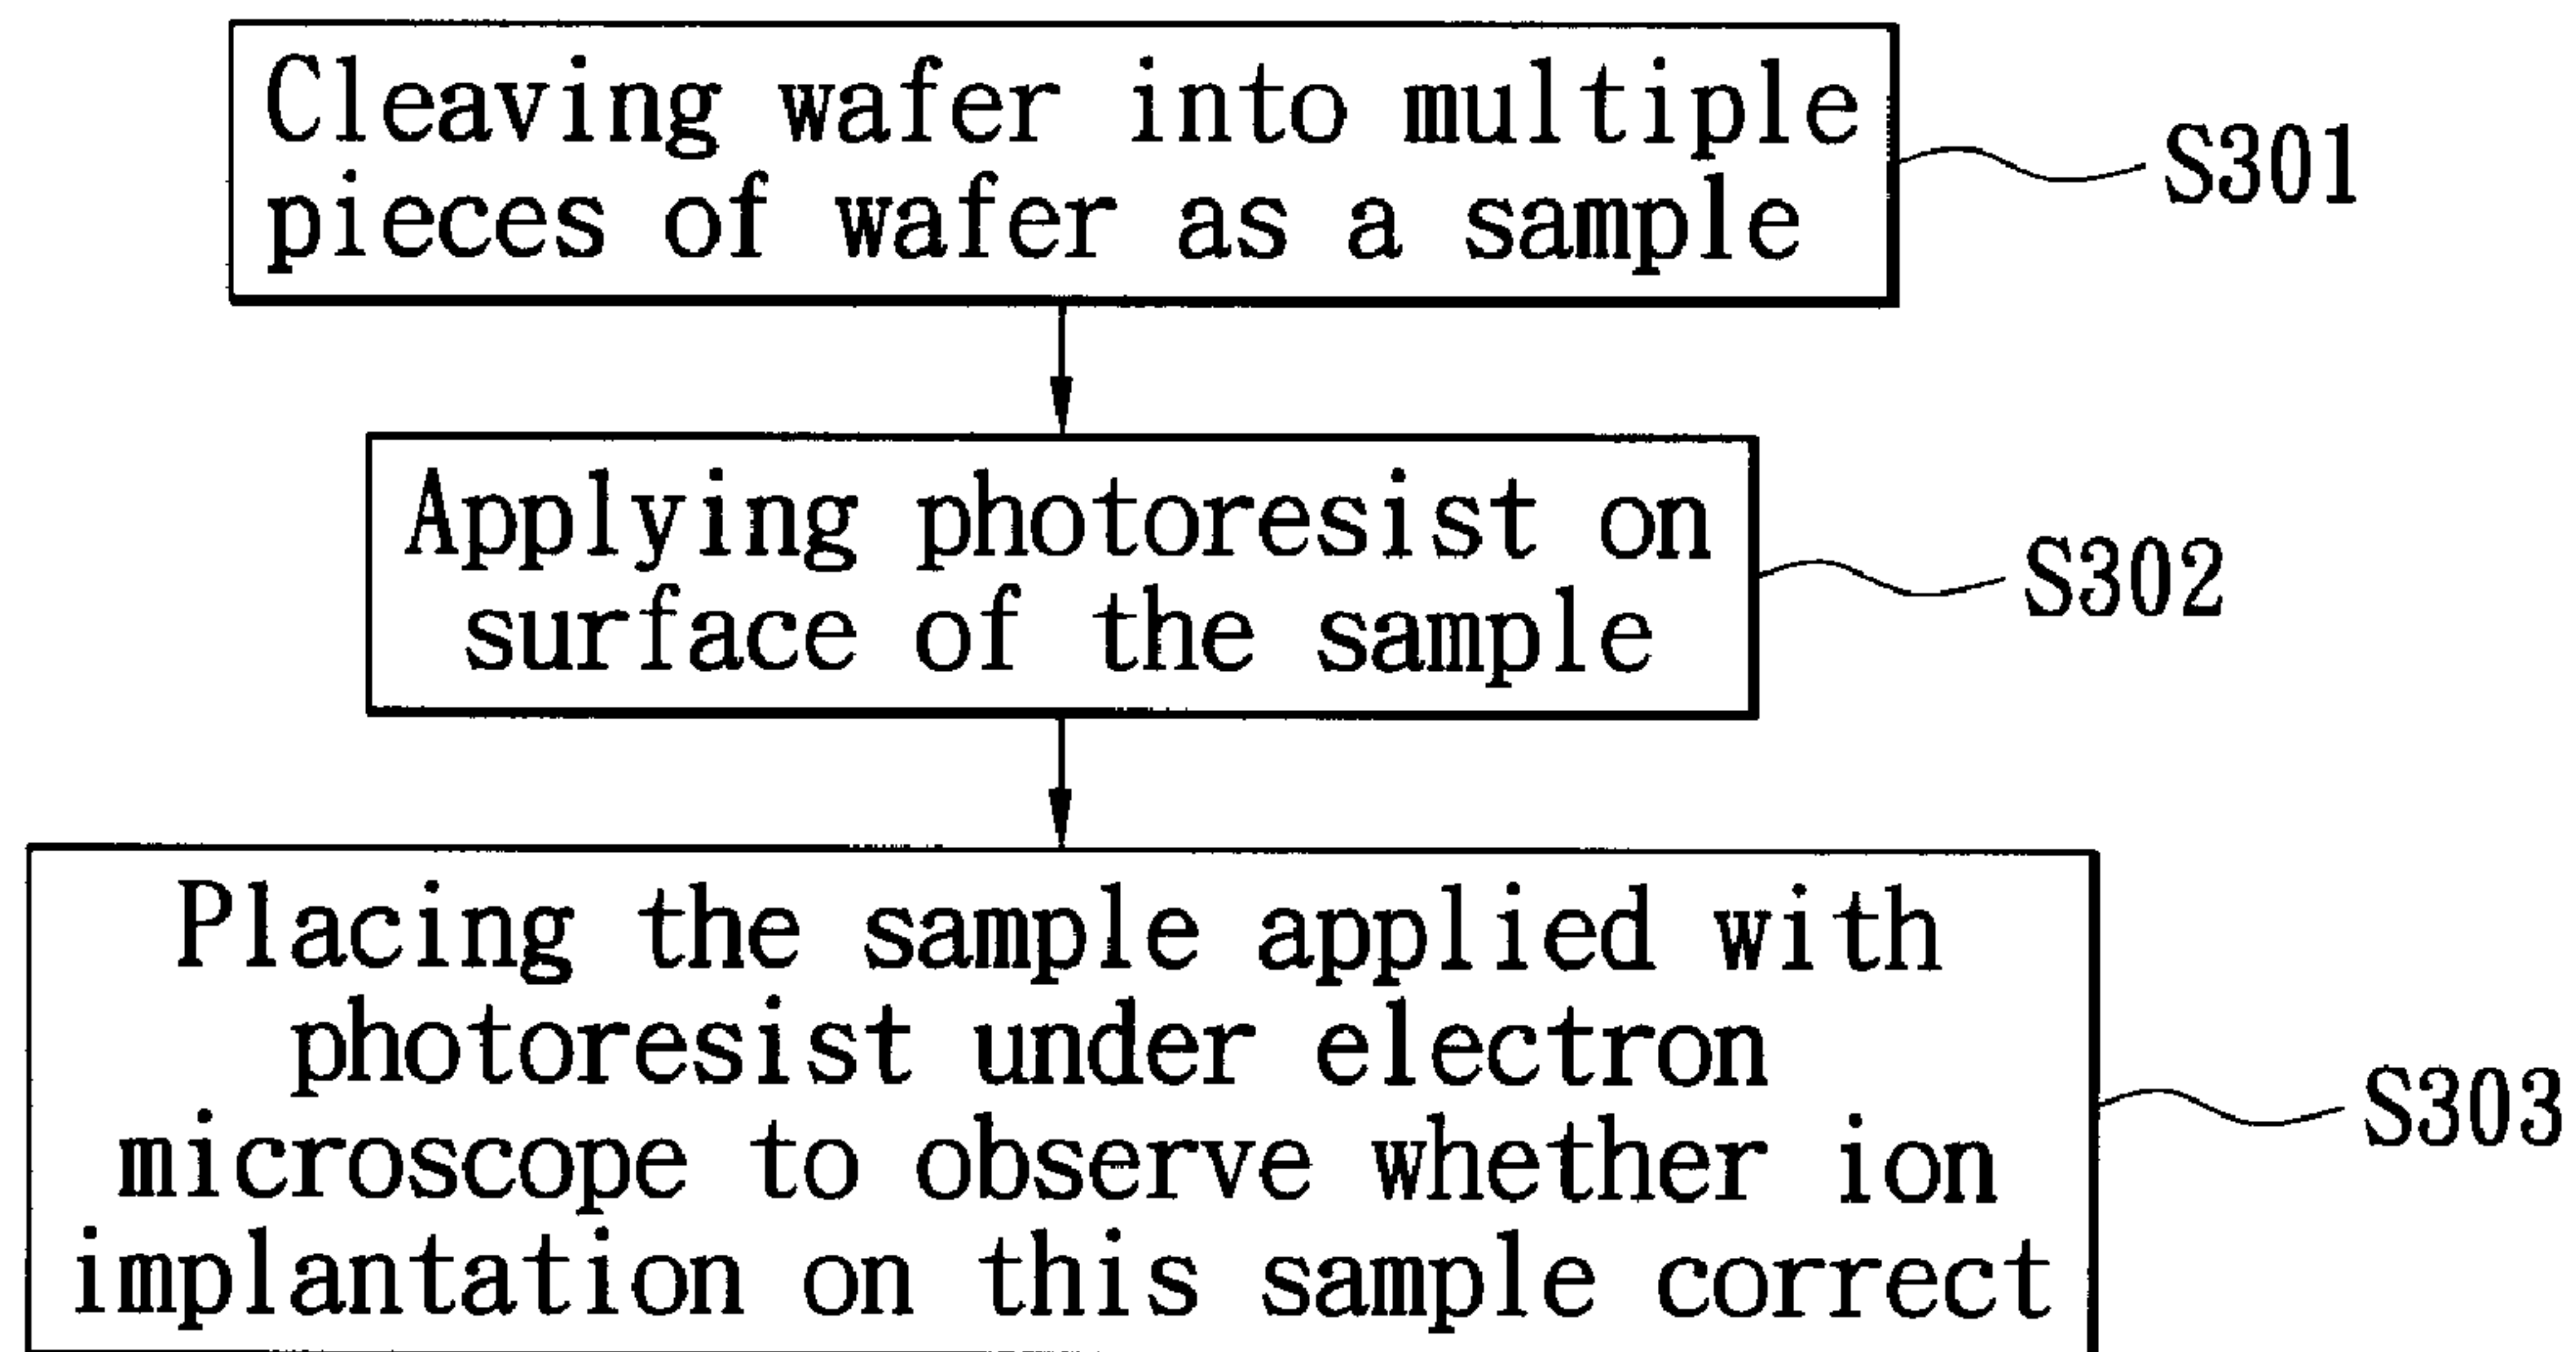 Cleaving wafer into multiple
pieces of wafer as a sample
S301
Applying photoresist on
surface of the sample
S302
Placing the sample applied with
photoresist under electron
microscope to observe whether ion
implantation on this sample correct
S303